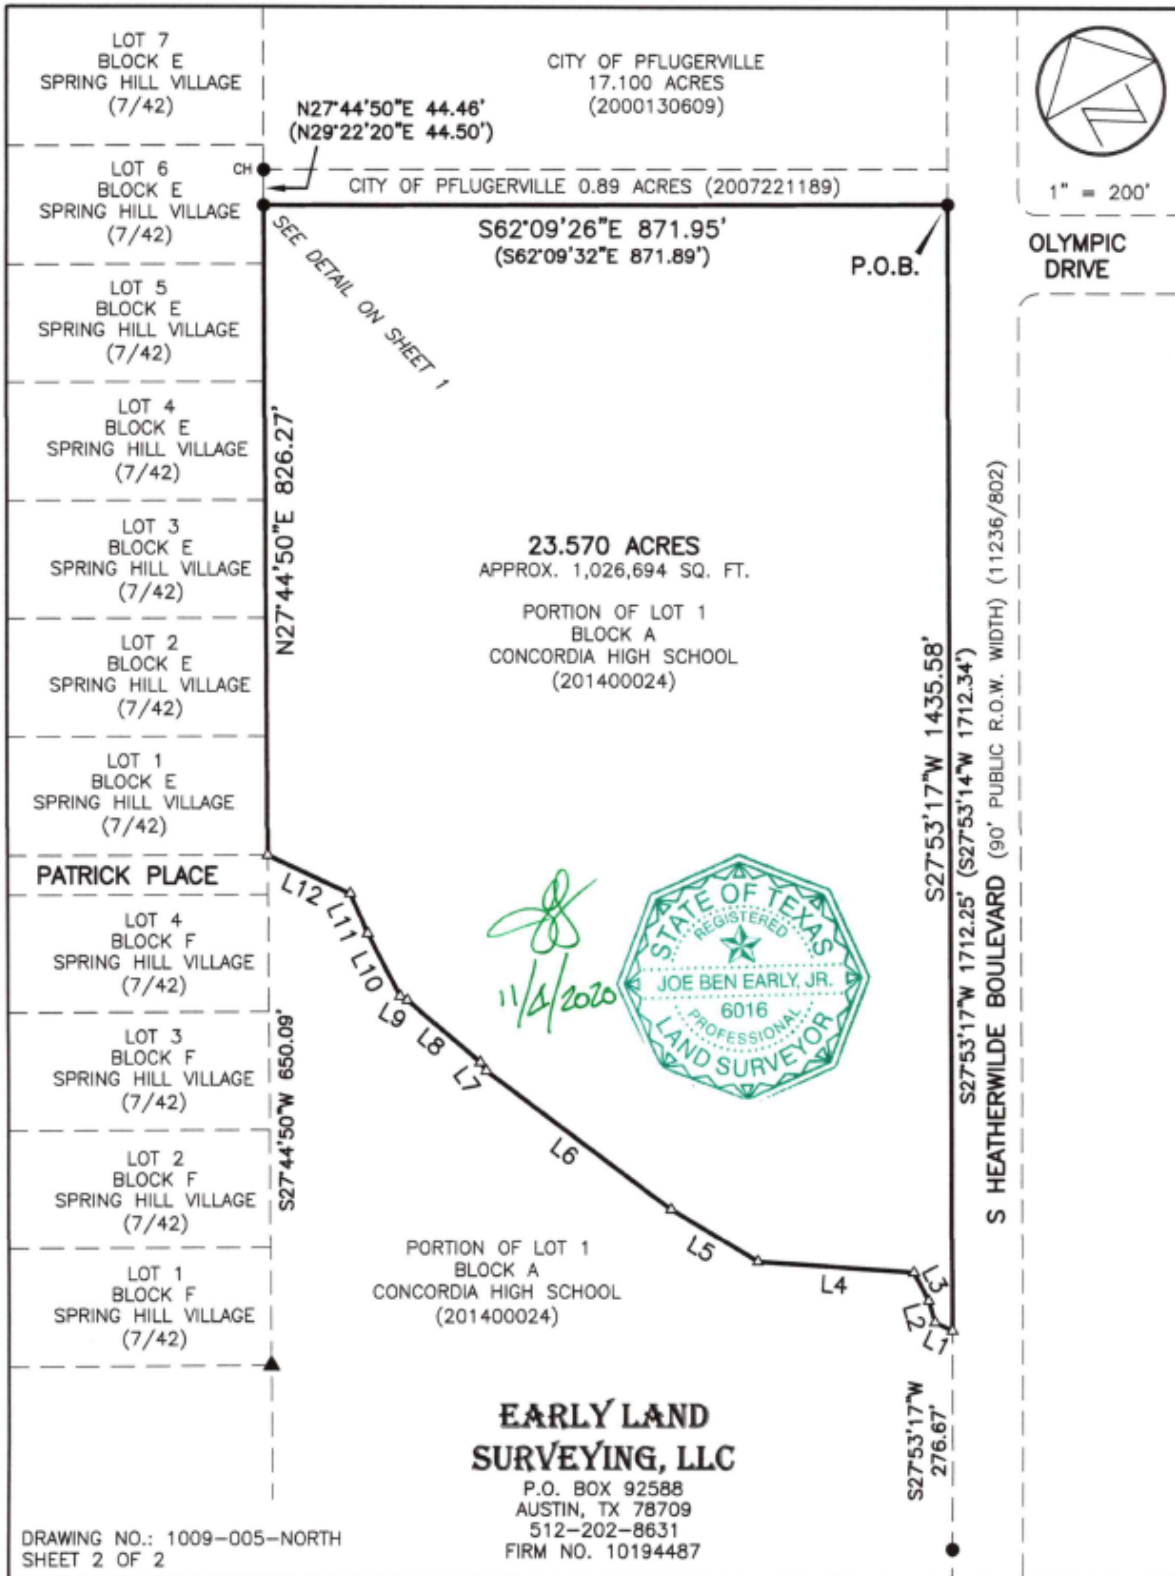 LOT 7
BLOCK E
SPRING HILL VILLAGE
(7/42)
CITY OF PFLUGERVILLE
17.100 ACRES
(2000130609)
N27°44'50"E 44.46'
(N29°22'20"E 44.50')
1" = 200'
LOT 6
BLOCK E
SPRING HILL VILLAGE
(7/42)
CH
CITY OF PFLUGERVILLE 0.89 ACRES (2007221189)
S62°09'26"E 871.95'
(S62°09'32"E 871.89')
P.O.B.
OLYMPIC
DRIVE
SEE DETAIL ON SHEET 1
LOT 5
BLOCK E
SPRING HILL VILLAGE
(7/42)
LOT 4
BLOCK E
SPRING HILL VILLAGE
(7/42)
N27°44'50"E 826.27'
LOT 3
BLOCK E
SPRING HILL VILLAGE
(7/42)
23.570 ACRES
APPROX. 1,026,694 SQ. FT.
PORTION OF LOT 1
BLOCK A
CONCORDIA HIGH SCHOOL
(201400024)
LOT 2
BLOCK E
SPRING HILL VILLAGE
(7/42)
LOT 1
BLOCK E
SPRING HILL VILLAGE
(7/42)
S27°53'17"W 1435.58'
S27°53'17"W 1712.25' (S27°53'14"W 1712.34')
S HEATHERWILDE BOULEVARD (90' PUBLIC R.O.W. WIDTH) (11236/802)
PATRICK PLACE
L12
L11
L10
L9
L8
L7
L6
L5
L4
L3
L2
L1
STATE OF TEXAS
REGISTERED
JOE BEN EARLY, JR.
6016
PROFESSIONAL
LAND SURVEYOR
11/4/2020
LOT 4
BLOCK F
SPRING HILL VILLAGE
(7/42)
LOT 3
BLOCK F
SPRING HILL VILLAGE
(7/42)
S27°44'50"W 650.09'
LOT 2
BLOCK F
SPRING HILL VILLAGE
(7/42)
LOT 1
BLOCK F
SPRING HILL VILLAGE
(7/42)
PORTION OF LOT 1
BLOCK A
CONCORDIA HIGH SCHOOL
(201400024)
S27°53'17"W
276.67'
EARLY LAND
SURVEYING, LLC
P.O. BOX 92588
AUSTIN, TX 78709
512-202-8631
FIRM NO. 10194487
DRAWING NO.: 1009-005-NORTH
SHEET 2 OF 2